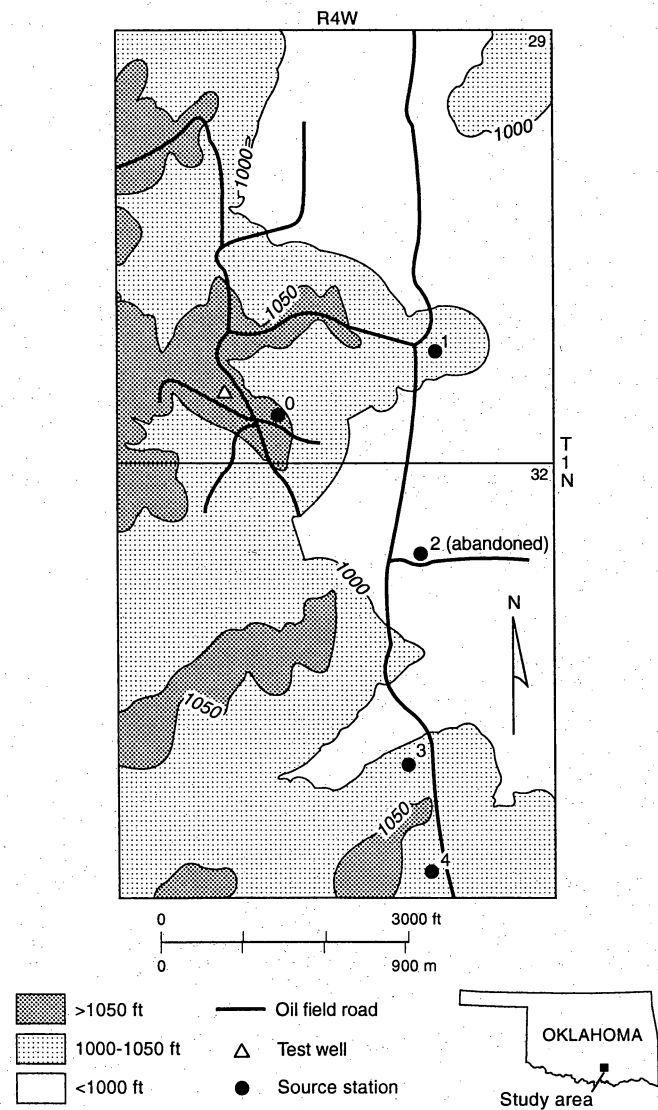 R4W
29
1000
1000
1050
1
0
T
1
N
32
2 (abandoned)
1000
N
1050
3
1050
4
0 3000 ft
0 900 m
>1050 ft
1000-1050 ft
<1000 ft
Oil field road
Test well
Source station
OKLAHOMA
Study area